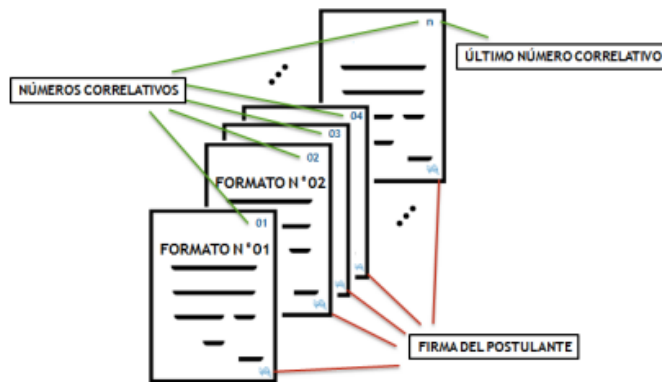 n
ÚLTIMO NÚMERO CORRELATIVO
NÚMEROS CORRELATIVOS
04
03
02
FORMATO N°02
01
FORMATO N°01
FIRMA DEL POSTULANTE